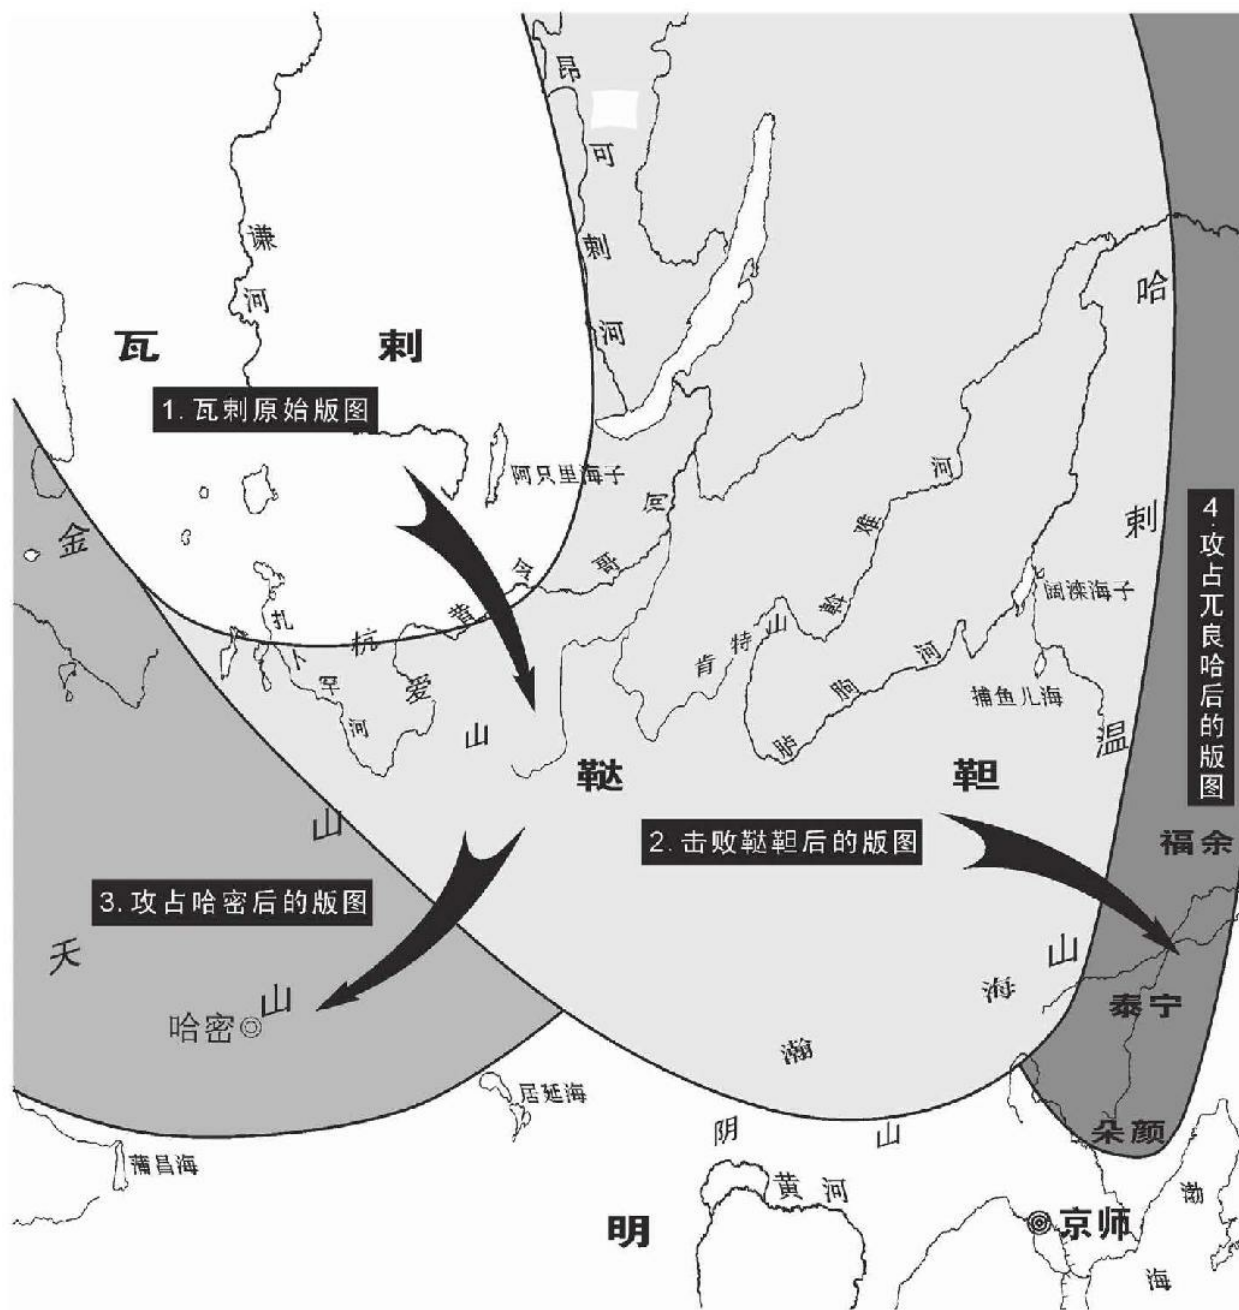 昂可剌河
谦河
哈剌温山
瓦剌
1.瓦剌原始版图
阿只里海子
金山
4.攻占兀良哈后的版图
斡难河
扎卜罕河
杭爱山
肯特山
阔滦海子
胪朐河
捕鱼儿海
鞑靼
2.击败鞑靼后的版图
福余
3.攻占哈密后的版图
天山
哈密
泰宁
瀚海
居延海
阴山
朵颜
蒲昌海
黄河
渤海
明
京师